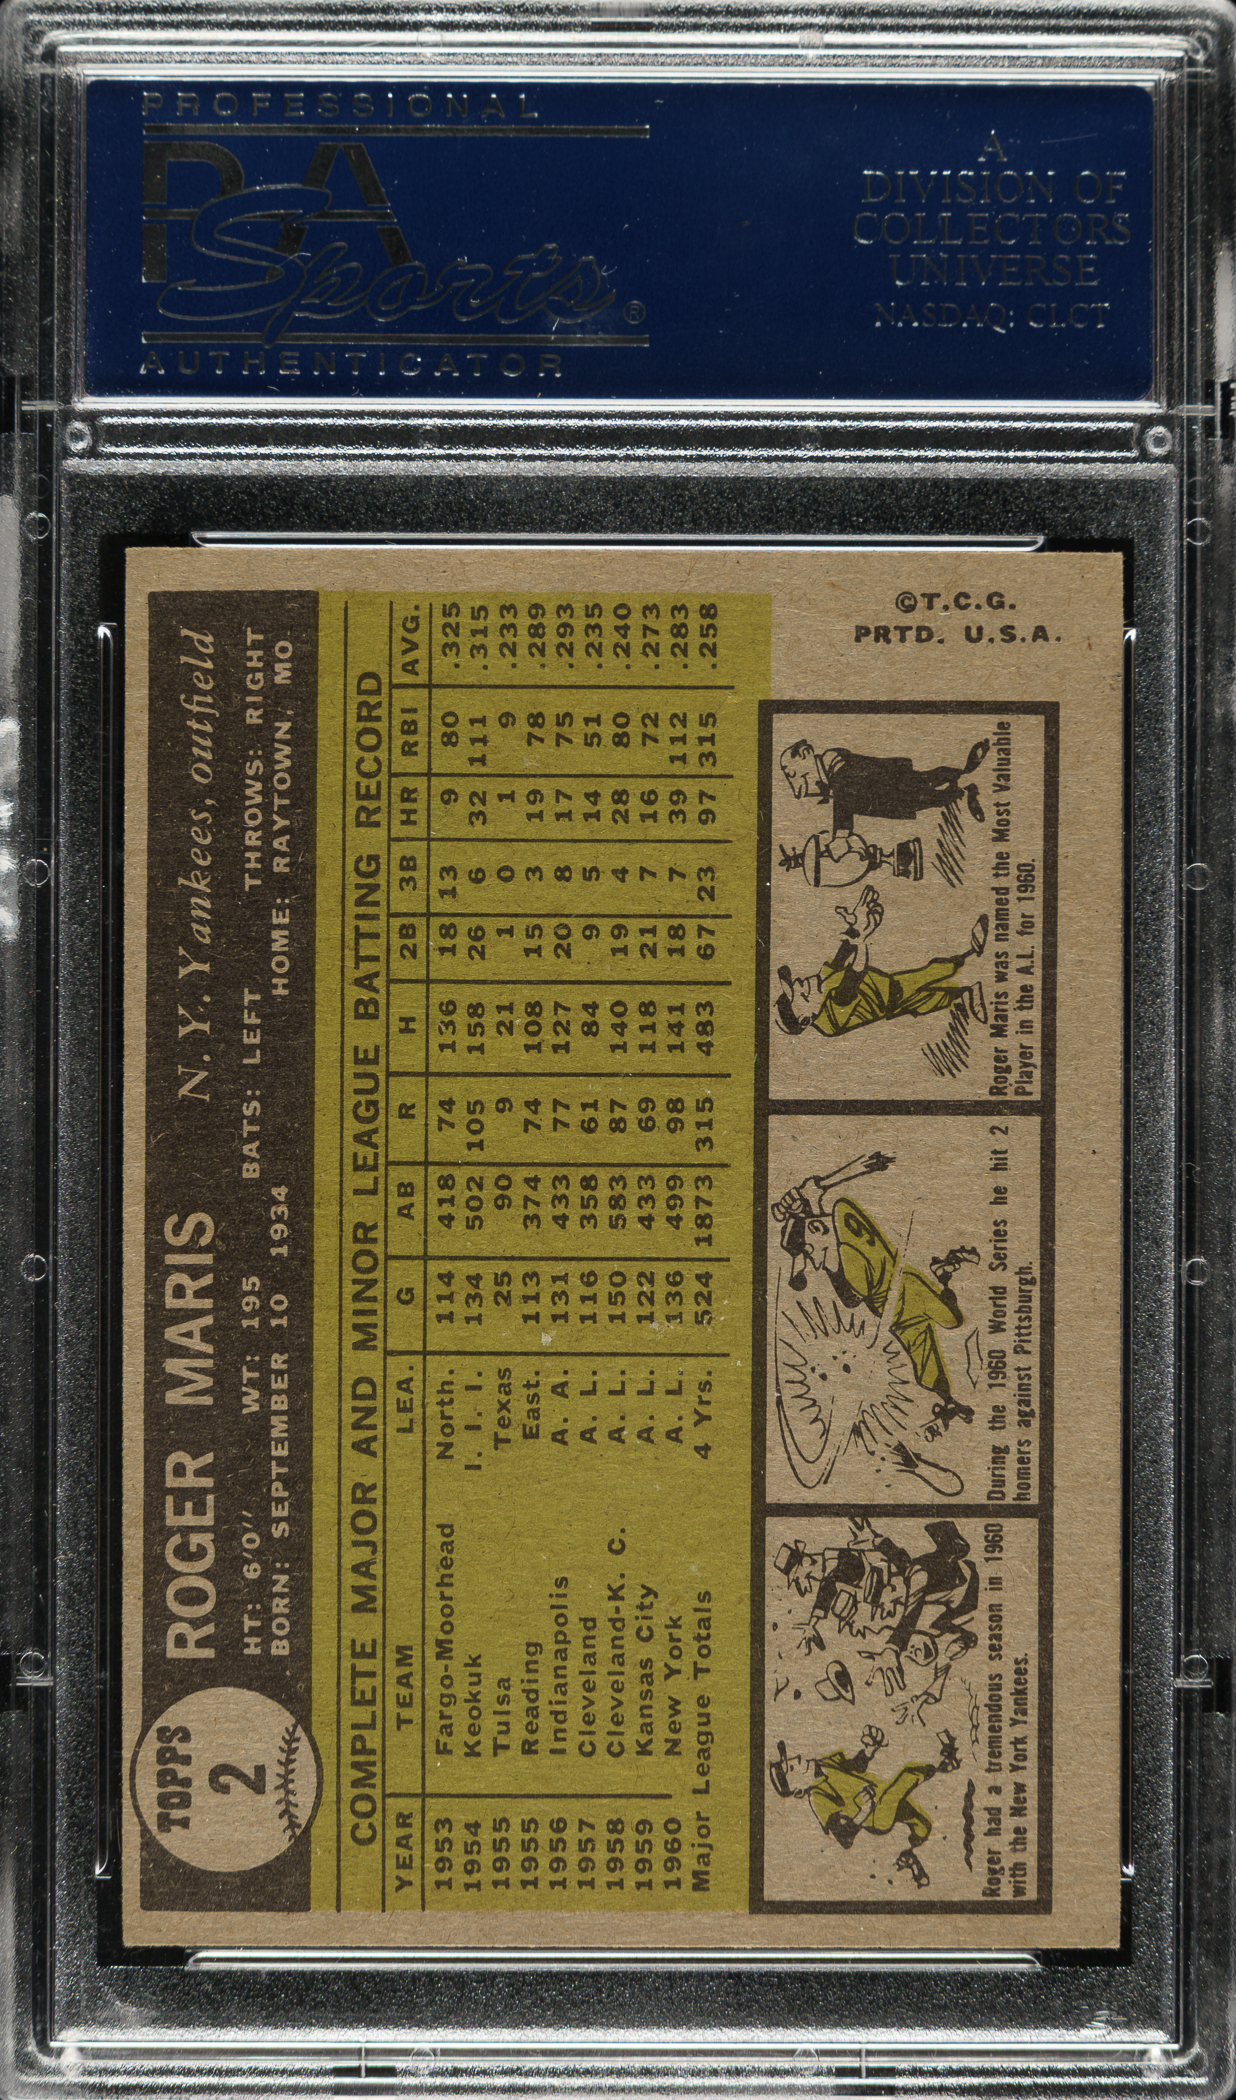 PROFESSIONAL
PSA
Sports®
AUTHENTICATOR
A
DIVISION OF
COLLECTORS
UNIVERSE
NASDAQ: CLCT
TOPPS
2
ROGER MARIS N. Y. Yankees, outfield
HT: 6'0" WT: 195 BATS: LEFT THROWS: RIGHT
BORN: SEPTEMBER 10 1934 HOME: RAYTOWN, MO
COMPLETE MAJOR AND MINOR LEAGUE BATTING RECORD
YEAR TEAM LEA. G AB R H 2B 3B HR RBI AVG.
1953 Fargo-Moorhead North. 114 418 74 136 18 13 9 80 .325
1954 Keokuk I. I. I. 134 502 105 158 26 6 32 111 .315
1955 Tulsa Texas 25 90 9 21 1 0 1 9 .233
1955 Reading East. 113 374 74 108 15 3 19 78 .289
1956 Indianapolis A. A. 131 433 77 127 20 8 17 75 .293
1957 Cleveland A. L. 116 358 61 84 9 5 14 51 .235
1958 Cleveland-K. C. A. L. 150 583 87 140 19 4 28 80 .240
1959 Kansas City A. L. 122 433 69 118 21 7 16 72 .273
1960 New York A. L. 136 499 98 141 18 7 39 112 .283
Major League Totals 4 Yrs. 524 1873 315 483 67 23 97 315 .258
Roger had a tremendous season in 1960
with the New York Yankees.
9
During the 1960 World Series he hit 2
homers against Pittsburgh.
Roger Maris was named the Most Valuable
Player in the A.L. for 1960.
©T.C.G.
PRTD. U.S.A.